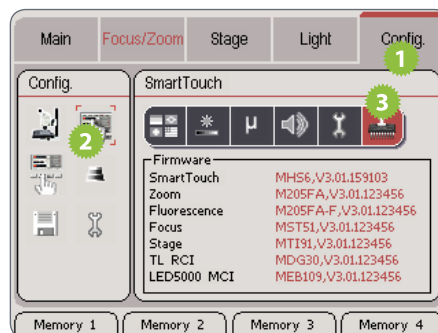 Main Focus/Zoom Stage Light Config.
1
Config. SmartTouch
3
µ
2
Firmware
SmartTouch MHS6,V3.01.159103
Zoom M205FA,V3.01.123456
Fluorescence M205FA-F,V3.01.123456
Focus MST51,V3.01.123456
Stage MTI91,V3.01.123456
TL RCI MDG30,V3.01.123456
LED5000 MCI MEB109,V3.01.123456
Memory 1 Memory 2 Memory 3 Memory 4